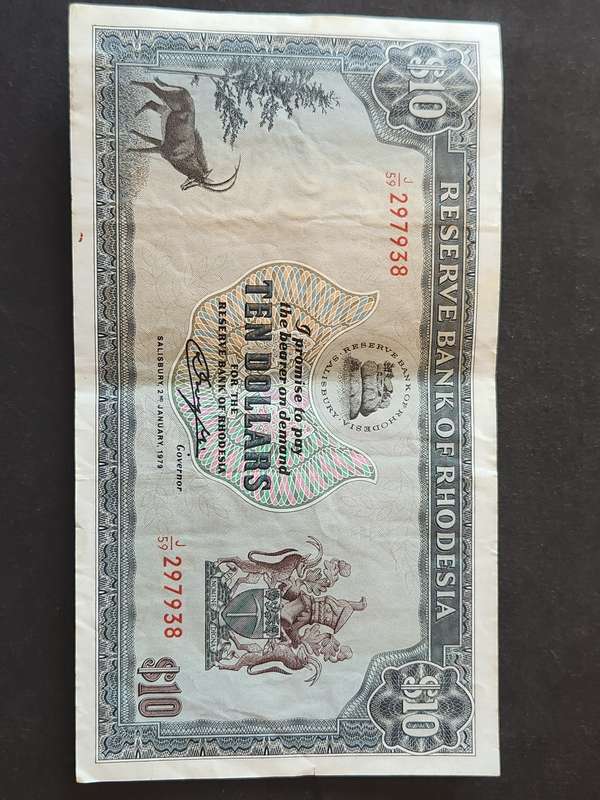 $10
RESERVE BANK OF RHODESIA
$10
J/59 297938
RESERVE BANK OF RHODESIA
SALISBURY
I promise to pay
the bearer on demand
TEN DOLLARS
FOR THE
RESERVE BANK OF RHODESIA
Governor
SALISBURY, 2ND JANUARY, 1979
J/59 297938
$10